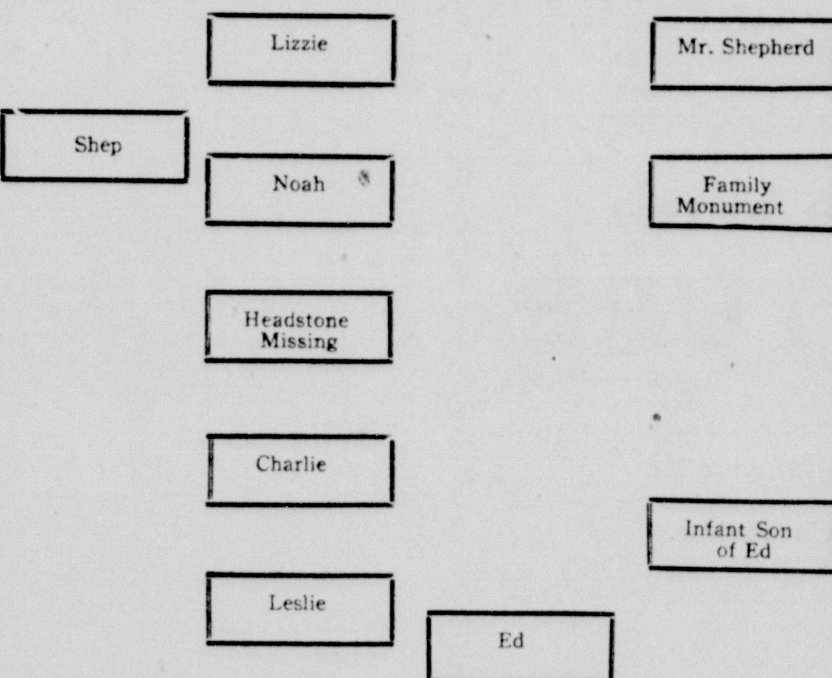 Lizzie
Mr. Shepherd
Shep
Noah
Family
Monument
Headstone
Missing
Charlie
Infant Son
of Ed
Leslie
Ed